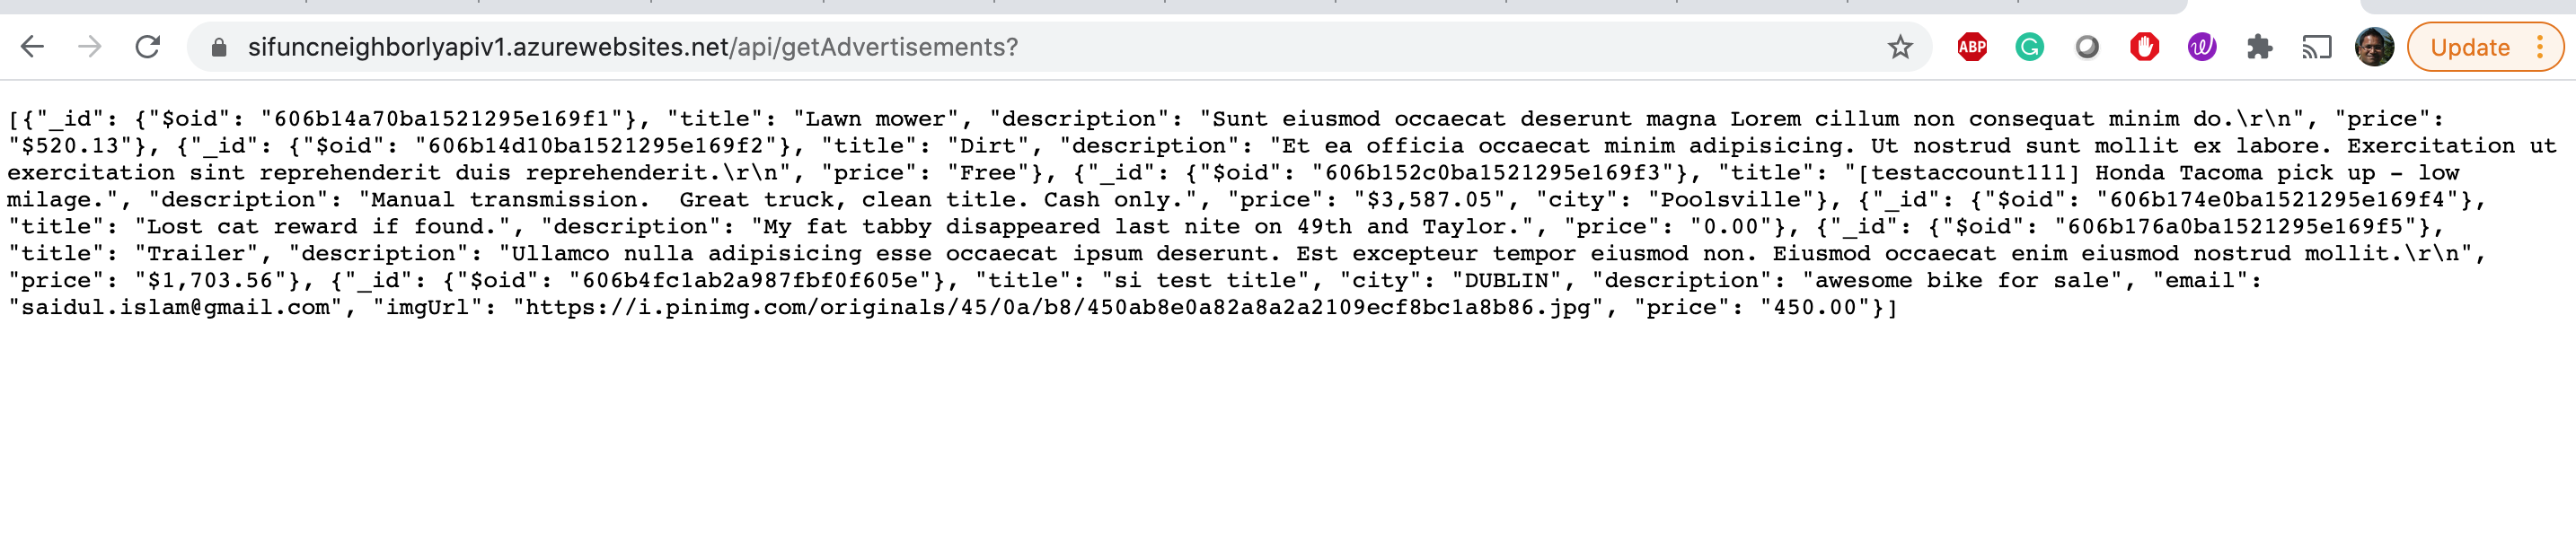 sifuncneighborlyapiv1.azurewebsites.net/api/getAdvertisements?
ABP
Update
[{"_id": {"$oid": "606b14a70ba1521295e169f1"}, "title": "Lawn mower", "description": "Sunt eiusmod occaecat deserunt magna Lorem cillum non consequat minim do.\r\n", "price":
"$520.13"}, {"_id": {"$oid": "606b14d10ba1521295e169f2"}, "title": "Dirt", "description": "Et ea officia occaecat minim adipisicing. Ut nostrud sunt mollit ex labore. Exercitation ut
exercitation sint reprehenderit duis reprehenderit.\r\n", "price": "Free"}, {"_id": {"$oid": "606b152c0ba1521295e169f3"}, "title": "[testaccount111] Honda Tacoma pick up - low
milage.", "description": "Manual transmission.  Great truck, clean title. Cash only.", "price": "$3,587.05", "city": "Poolsville"}, {"_id": {"$oid": "606b174e0ba1521295e169f4"},
"title": "Lost cat reward if found.", "description": "My fat tabby disappeared last nite on 49th and Taylor.", "price": "0.00"}, {"_id": {"$oid": "606b176a0ba1521295e169f5"},
"title": "Trailer", "description": "Ullamco nulla adipisicing esse occaecat ipsum deserunt. Est excepteur tempor eiusmod non. Eiusmod occaecat enim eiusmod nostrud mollit.\r\n",
"price": "$1,703.56"}, {"_id": {"$oid": "606b4fc1ab2a987fbf0f605e"}, "title": "si test title", "city": "DUBLIN", "description": "awesome bike for sale", "email":
"saidul.islam@gmail.com", "imgUrl": "https://i.pinimg.com/originals/45/0a/b8/450ab8e0a82a8a2a2109ecf8bc1a8b86.jpg", "price": "450.00"}]